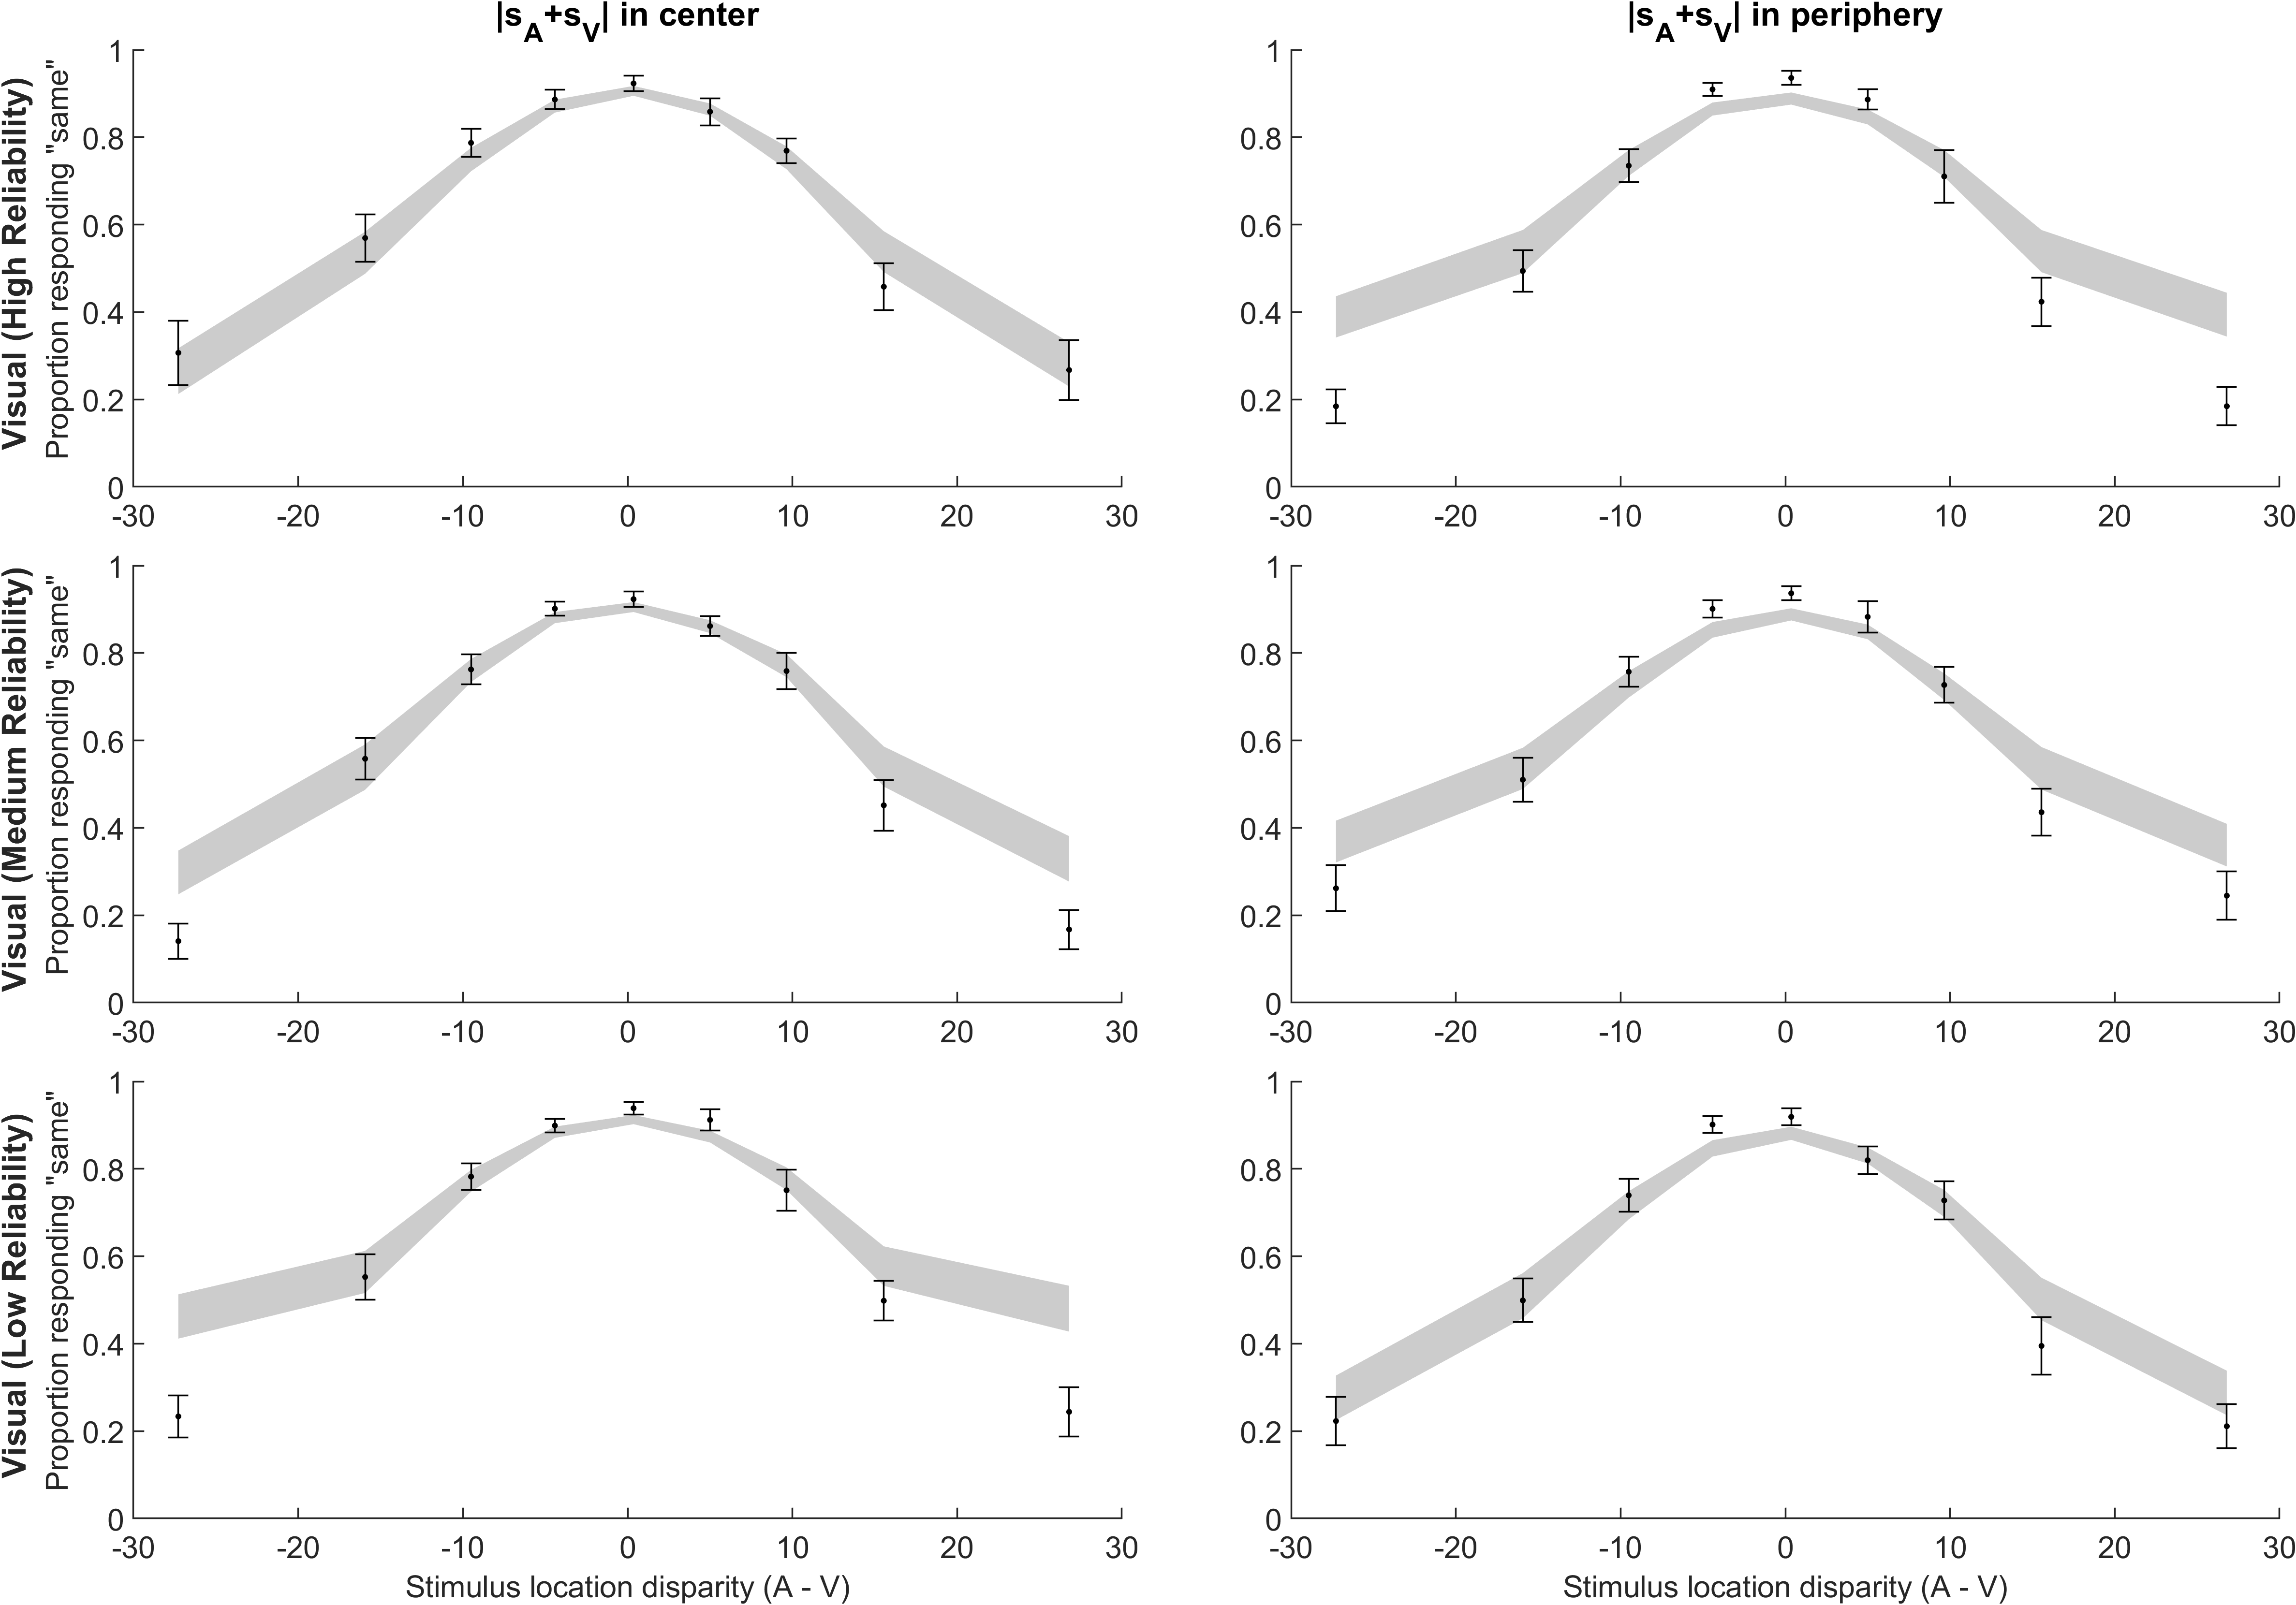 |sA+sV| in center
|sA+sV| in periphery
Visual (High Reliability)
Proportion responding "same"
1
0.8
0.6
0.4
0.2
0
-30 -20 -10 0 10 20 30
1
0.8
0.6
0.4
0.2
0
-30 -20 -10 0 10 20 30
Visual (Medium Reliability)
Proportion responding "same"
1
0.8
0.6
0.4
0.2
0
-30 -20 -10 0 10 20 30
1
0.8
0.6
0.4
0.2
0
-30 -20 -10 0 10 20 30
Visual (Low Reliability)
Proportion responding "same"
1
0.8
0.6
0.4
0.2
0
-30 -20 -10 0 10 20 30
Stimulus location disparity (A - V)
1
0.8
0.6
0.4
0.2
0
-30 -20 -10 0 10 20 30
Stimulus location disparity (A - V)